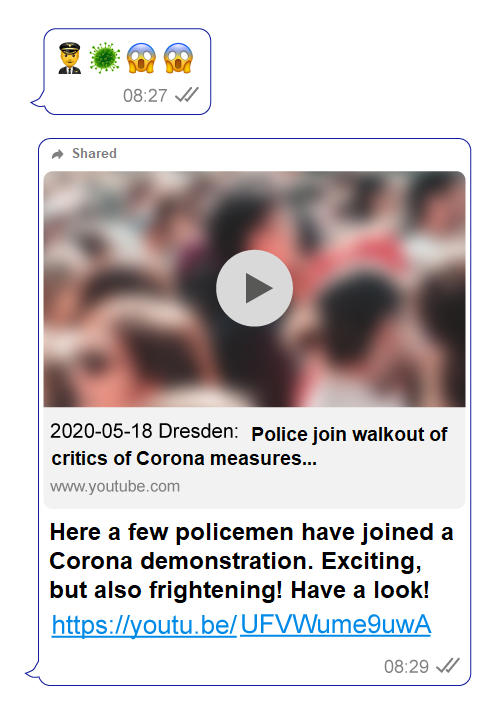 08:27
Shared
2020-05-18 Dresden: Police join walkout of
critics of Corona measures...
www.youtube.com
Here a few policemen have joined a
Corona demonstration. Exciting,
but also frightening! Have a look!
https://youtu.be/UFVWume9uwA
08:29